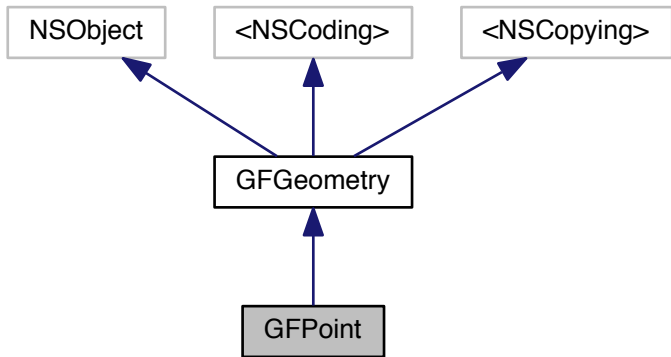 NSObject
<NSCoding>
<NSCopying>
GFGeometry
GFPoint